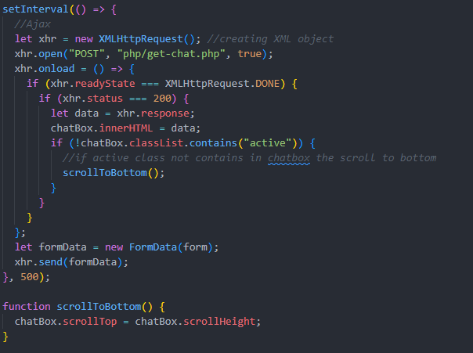 setInterval(() => {
  //Ajax
  let xhr = new XMLHttpRequest(); //creating XML object
  xhr.open("POST", "php/get-chat.php", true);
  xhr.onload = () => {
    if (xhr.readyState === XMLHttpRequest.DONE) {
      if (xhr.status === 200) {
        let data = xhr.response;
        chatBox.innerHTML = data;
        if (!chatBox.classList.contains("active")) {
          //if active class not contains in chatbox the scroll to bottom
          scrollToBottom();
        }
      }
    }
  };
  let formData = new FormData(form);
  xhr.send(formData);
}, 500);

function scrollToBottom() {
  chatBox.scrollTop = chatBox.scrollHeight;
}